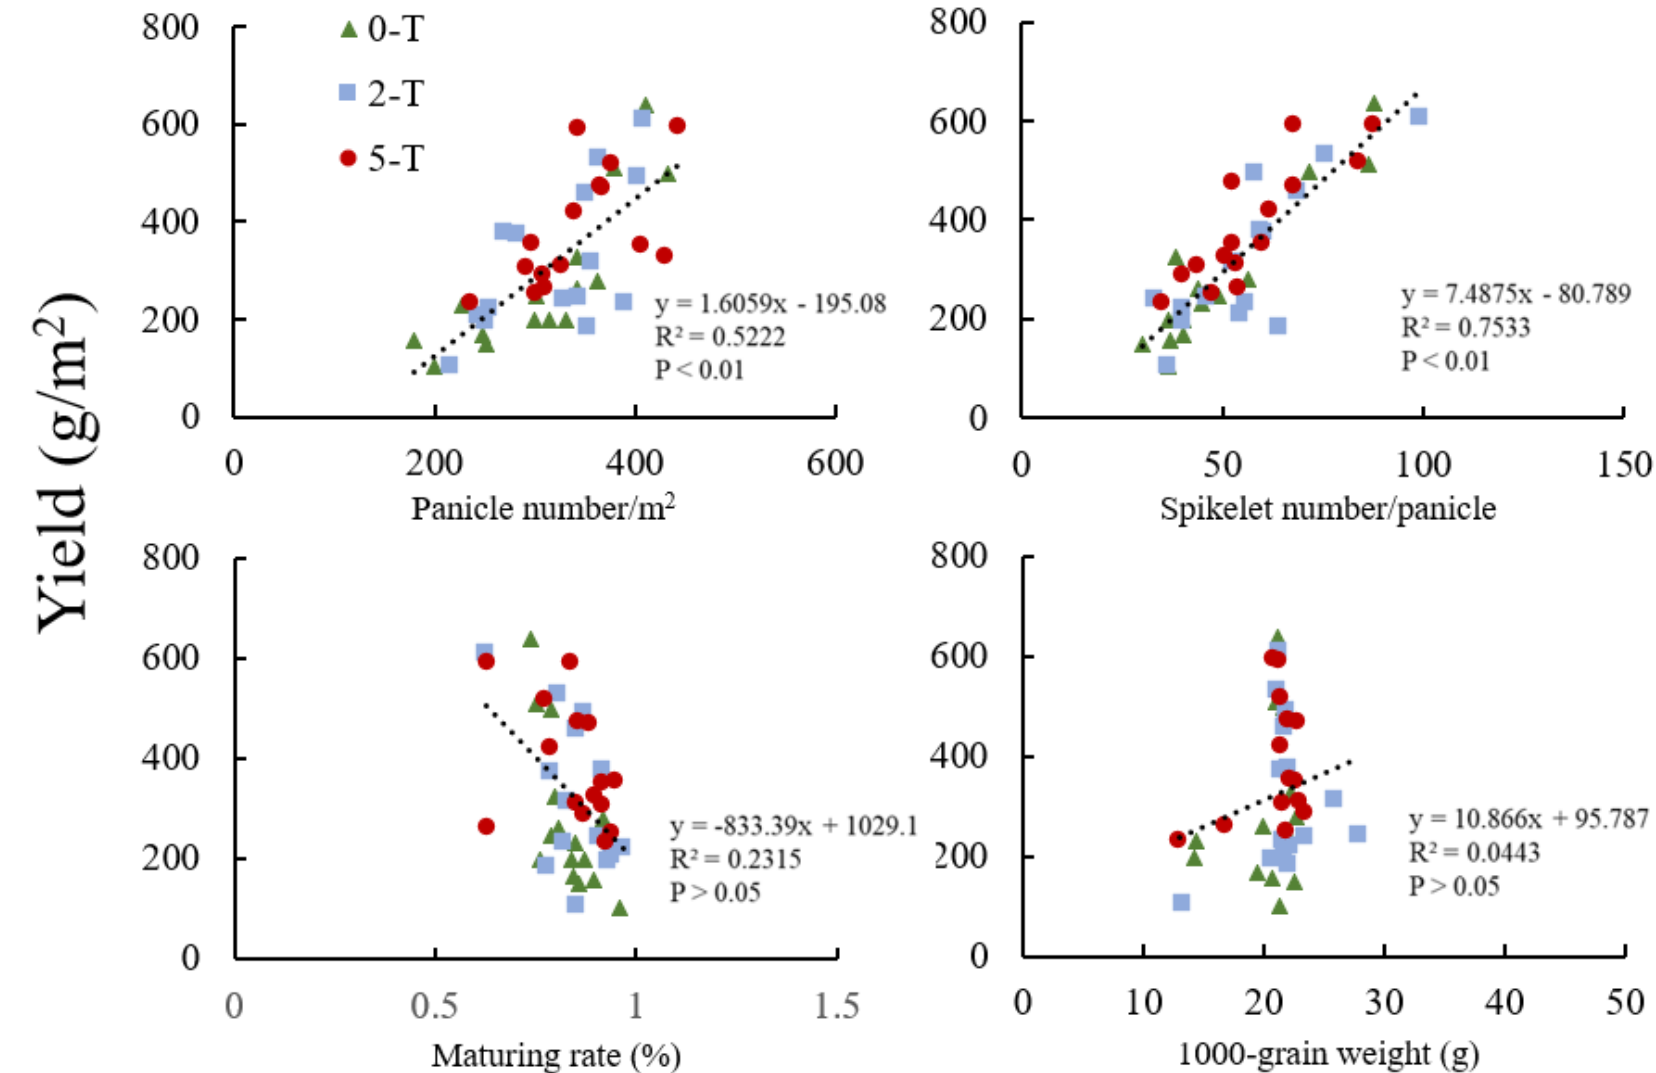 Yield (g/m²)
800
600
400
200
0
0-T
2-T
5-T
y = 1.6059x - 195.08
R² = 0.5222
P < 0.01
0 200 400 600
Panicle number/m²
800
600
400
200
0
y = 7.4875x - 80.789
R² = 0.7533
P < 0.01
0 50 100 150
Spikelet number/panicle
800
600
400
200
0
y = -833.39x + 1029.1
R² = 0.2315
P > 0.05
0 0.5 1 1.5
Maturing rate (%)
800
600
400
200
0
y = 10.866x + 95.787
R² = 0.0443
P > 0.05
0 10 20 30 40 50
1000-grain weight (g)